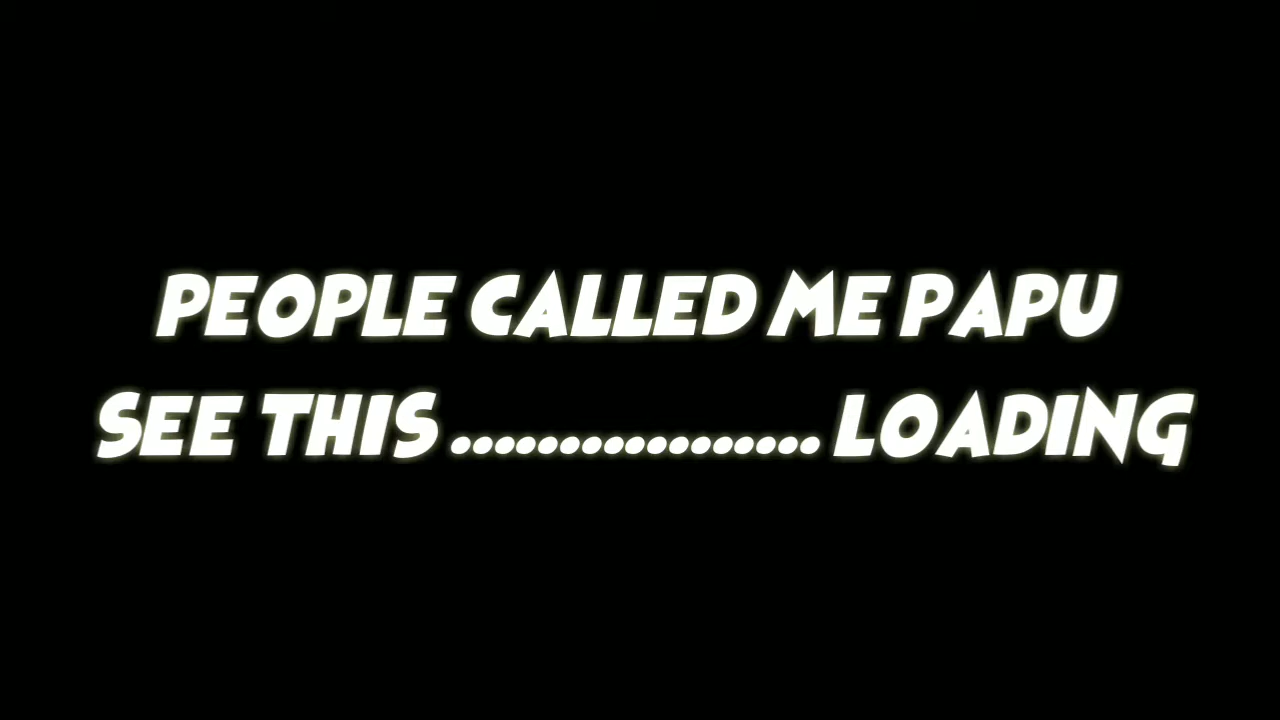 PEOPLE CALLED ME PAPU
SEE THIS ................. LOADING